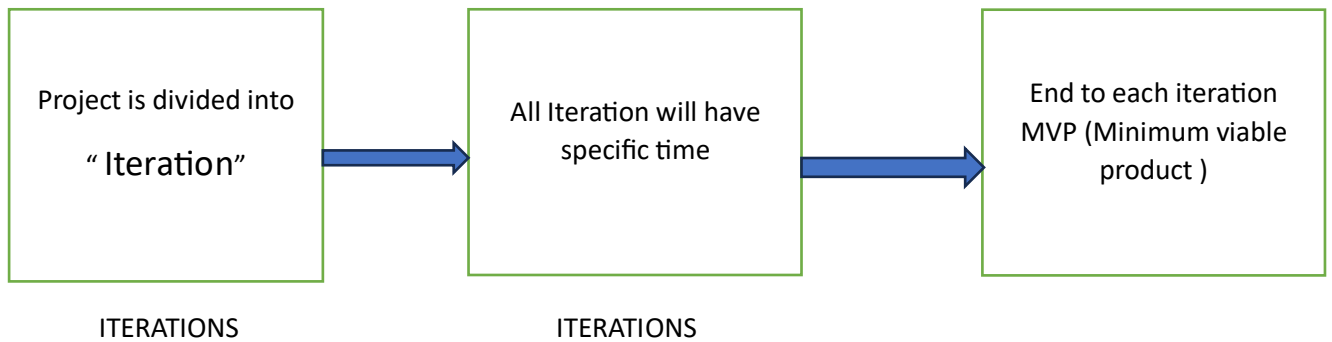 Project is divided into
“ Iteration”
All Iteration will have
specific time
End to each iteration
MVP (Minimum viable
product )
ITERATIONS
ITERATIONS